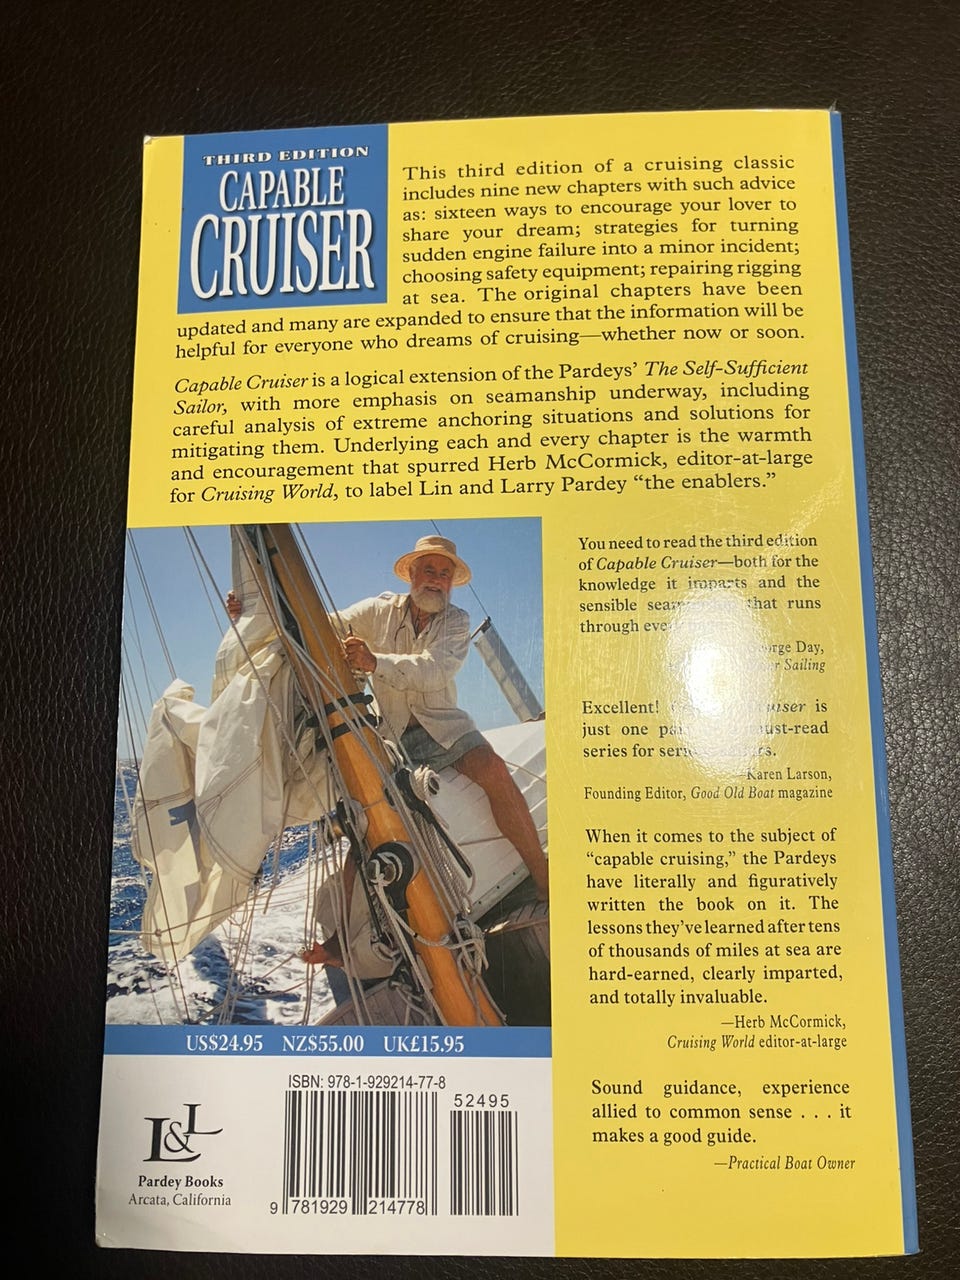 THIRD EDITION
CAPABLE
CRUISER
This third edition of a cruising classic
includes nine new chapters with such advice
as: sixteen ways to encourage your lover to
share your dream; strategies for turning
sudden engine failure into a minor incident;
choosing safety equipment; repairing rigging
at sea. The original chapters have been
updated and many are expanded to ensure that the information will be
helpful for everyone who dreams of cruising—whether now or soon.
Capable Cruiser is a logical extension of the Pardeys’ The Self-Sufficient
Sailor, with more emphasis on seamanship underway, including
careful analysis of extreme anchoring situations and solutions for
mitigating them. Underlying each and every chapter is the warmth
and encouragement that spurred Herb McCormick, editor-at-large
for Cruising World, to label Lin and Larry Pardey “the enablers.”
You need to read the third edition
of Capable Cruiser—both for the
knowledge it imparts and the
sensible that runs
through
Day,
Sailing
Excellent! is
just one must-read
series for
—Karen Larson,
Founding Editor, Good Old Boat magazine
When it comes to the subject of
“capable cruising,” the Pardeys
have literally and figuratively
written the book on it. The
lessons they’ve learned after tens
of thousands of miles at sea are
hard-earned, clearly imparted,
and totally invaluable.
—Herb McCormick,
Cruising World editor-at-large
Sound guidance, experience
allied to common sense . . . it
makes a good guide.
—Practical Boat Owner
US$24.95 NZ$55.00 UK£15.95
ISBN: 978-1-929214-77-8
52495
9 781929 214778
L&L
Pardey Books
Arcata, California